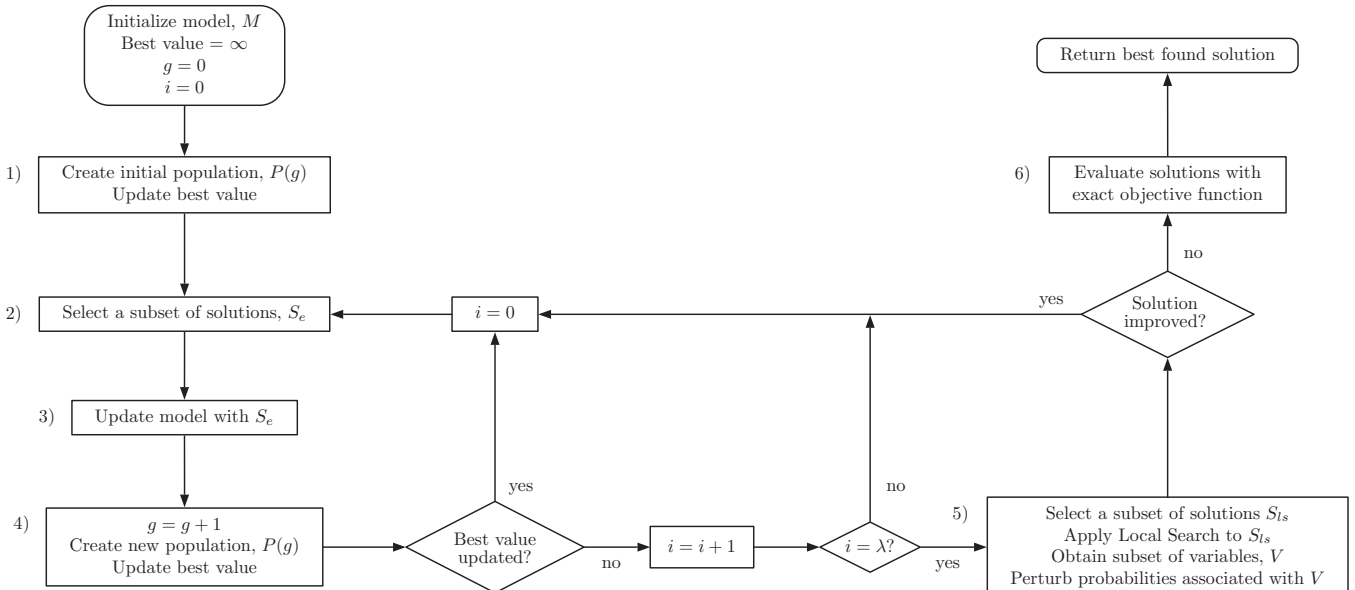 Initialize model, M
Best value = ∞
g = 0
i = 0
Return best found solution
1)
Create initial population, P(g)
Update best value
6)
Evaluate solutions with
exact objective function
no
2)
Select a subset of solutions, S_e
i = 0
yes
Solution
improved?
3)
Update model with S_e
yes
no
4)
g = g + 1
Create new population, P(g)
Update best value
Best value
updated?
no
i = i + 1
i = λ?
yes
5)
Select a subset of solutions S_ls
Apply Local Search to S_ls
Obtain subset of variables, V
Perturb probabilities associated with V